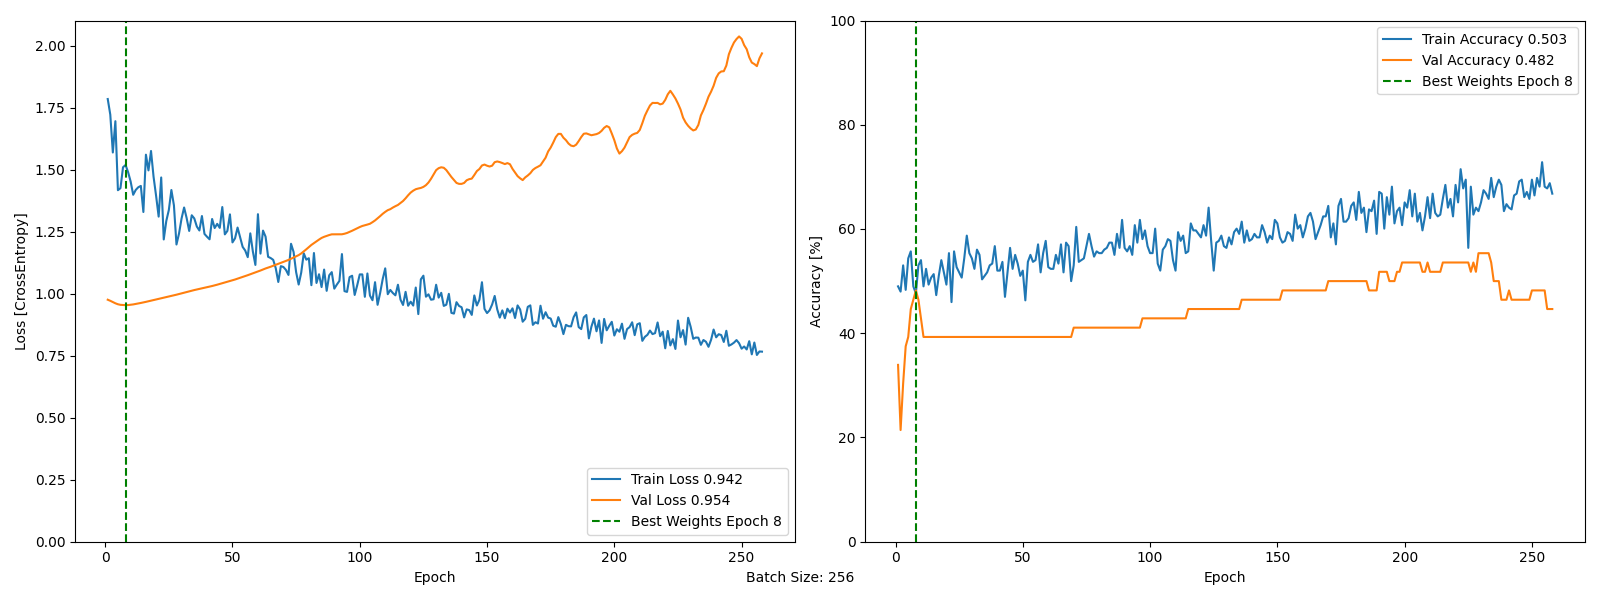 2.00
1.75
1.50
1.25
1.00
0.75
0.50
0.25
0.00
Loss [CrossEntropy]
0
50
100
150
200
250
Epoch
Train Loss 0.942
Val Loss 0.954
Best Weights Epoch 8
Batch Size: 256
100
80
60
40
20
0
Accuracy [%]
0
50
100
150
200
250
Epoch
Train Accuracy 0.503
Val Accuracy 0.482
Best Weights Epoch 8